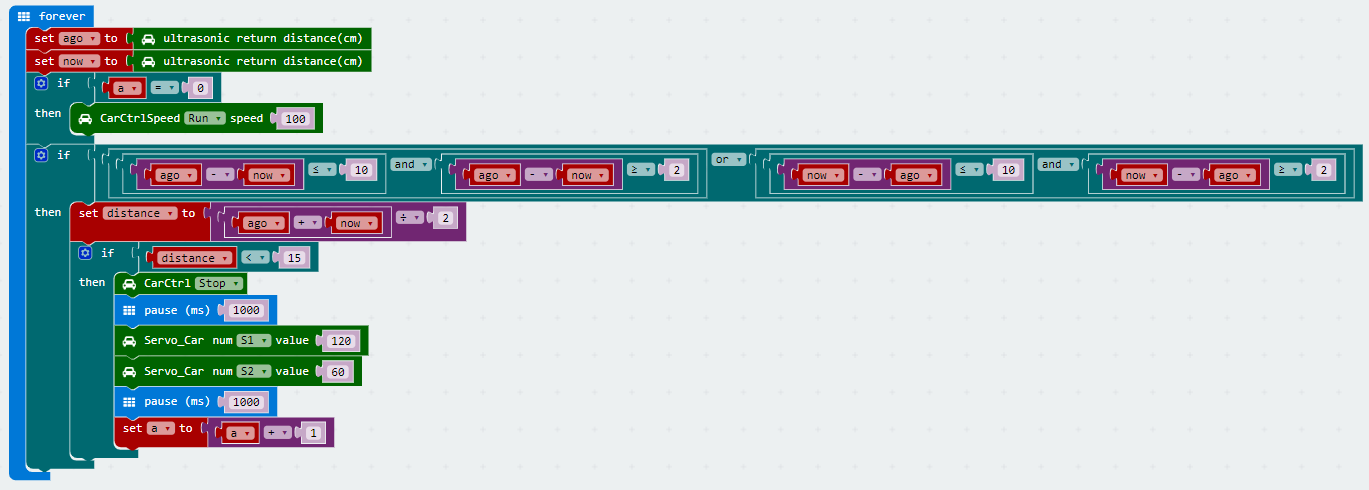 forever
set ago to ultrasonic return distance(cm)
set now to ultrasonic return distance(cm)
if a = 0
then CarCtrlSpeed Run speed 100
if ago - now ≤ 10 and ago - now ≥ 2 or now - ago ≤ 10 and now - ago ≥ 2
then set distance to ago + now ÷ 2
if distance < 15
then CarCtrl Stop
pause (ms) 1000
Servo_Car num S1 value 120
Servo_Car num S2 value 60
pause (ms) 1000
set a to a + 1